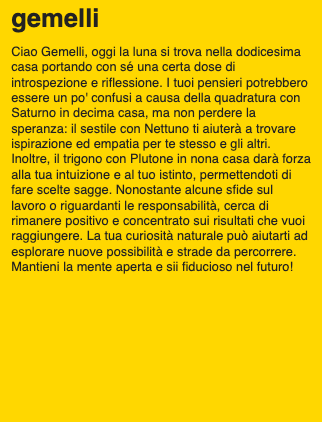 gemelli
Ciao Gemelli, oggi la luna si trova nella dodicesima
casa portando con sé una certa dose di
introspezione e riflessione. I tuoi pensieri potrebbero
essere un po' confusi a causa della quadratura con
Saturno in decima casa, ma non perdere la
speranza: il sestile con Nettuno ti aiuterà a trovare
ispirazione ed empatia per te stesso e gli altri.
Inoltre, il trigono con Plutone in nona casa darà forza
alla tua intuizione e al tuo istinto, permettendoti di
fare scelte sagge. Nonostante alcune sfide sul
lavoro o riguardanti le responsabilità, cerca di
rimanere positivo e concentrato sui risultati che vuoi
raggiungere. La tua curiosità naturale può aiutarti ad
esplorare nuove possibilità e strade da percorrere.
Mantieni la mente aperta e sii fiducioso nel futuro!